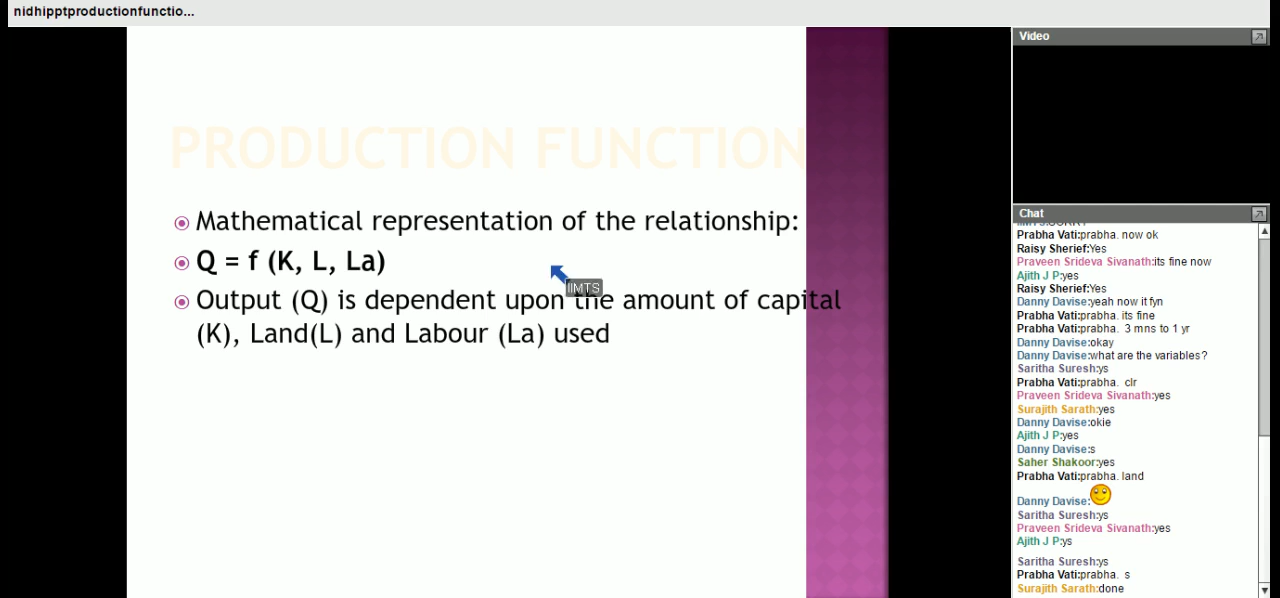 nidhipptproductionfunctio...
PRODUCTION FUNCTION
Mathematical representation of the relationship:
Q = f (K, L, La)
IIMTS
Output (Q) is dependent upon the amount of capital
(K), Land(L) and Labour (La) used
Video
Chat
Prabha Vati:prabha. now ok
Raisy Sherief:Yes
Praveen Srideva Sivanath:its fine now
Ajith J P:yes
Raisy Sherief:Yes
Danny Davise:yeah now it fyn
Prabha Vati:prabha. its fine
Prabha Vati:prabha. 3 mns to 1 yr
Danny Davise:okay
Danny Davise:what are the variables?
Saritha Suresh:ys
Prabha Vati:prabha. clr
Praveen Srideva Sivanath:yes
Surajith Sarath:yes
Danny Davise:okie
Ajith J P:yes
Danny Davise:s
Saher Shakoor:yes
Prabha Vati:prabha. land
Danny Davise:
Saritha Suresh:ys
Praveen Srideva Sivanath:yes
Ajith J P:ys
Saritha Suresh:ys
Prabha Vati:prabha. s
Surajith Sarath:done